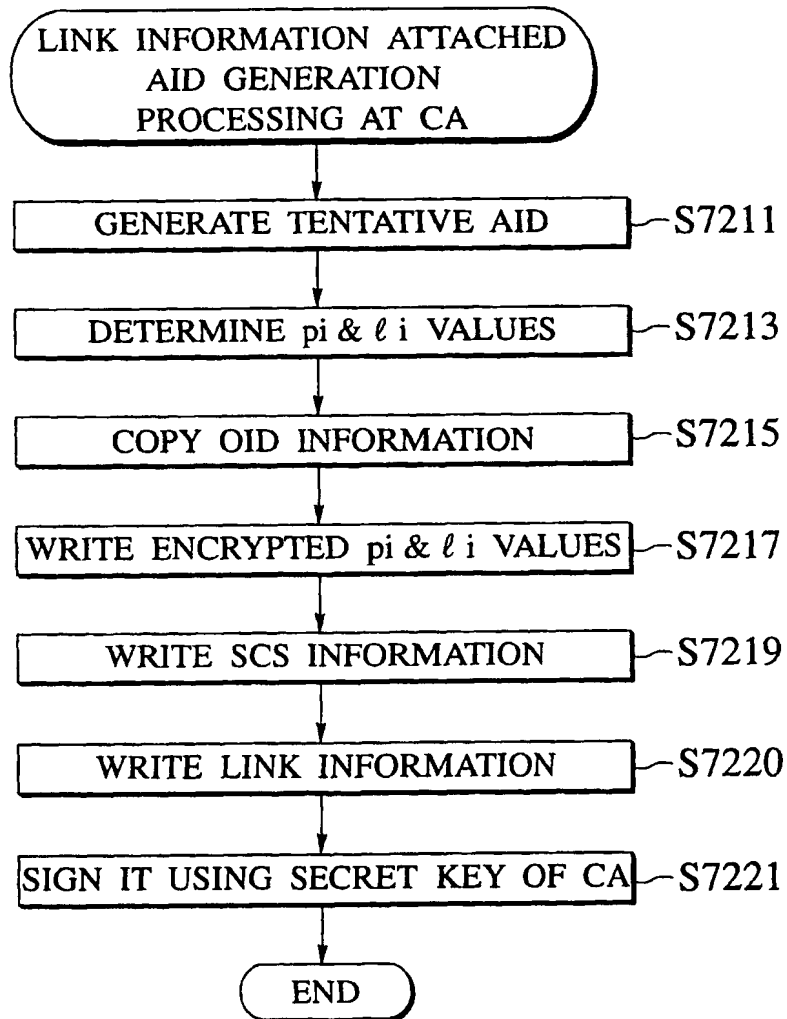 LINK INFORMATION ATTACHED
AID GENERATION
PROCESSING AT CA
GENERATE TENTATIVE AID S7211
DETERMINE pi & ℓ i VALUES S7213
COPY OID INFORMATION S7215
WRITE ENCRYPTED pi & ℓ i VALUES S7217
WRITE SCS INFORMATION S7219
WRITE LINK INFORMATION S7220
SIGN IT USING SECRET KEY OF CA S7221
END